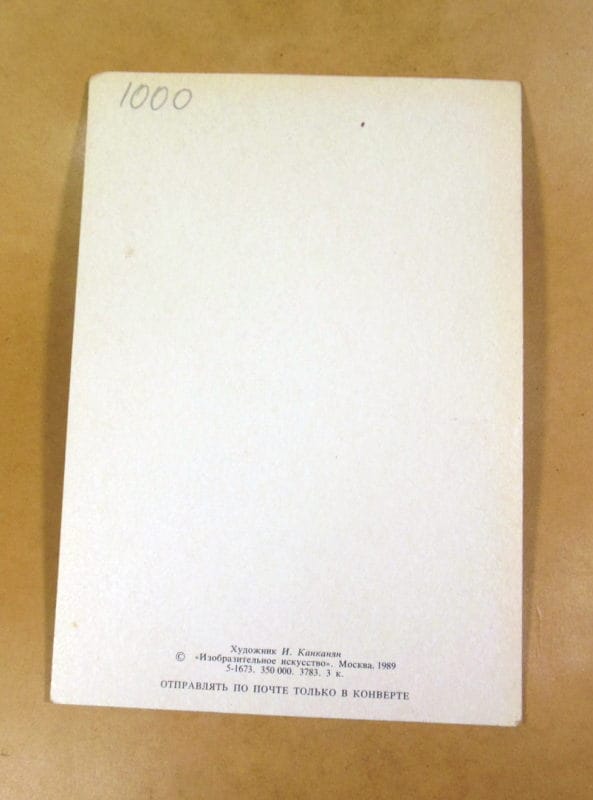 1000
Художник И. Канканян
© «Изобразительное искусство». Москва. 1989
5-1673. 350 000. 3783. 3 к.
ОТПРАВЛЯТЬ ПО ПОЧТЕ ТОЛЬКО В КОНВЕРТЕ